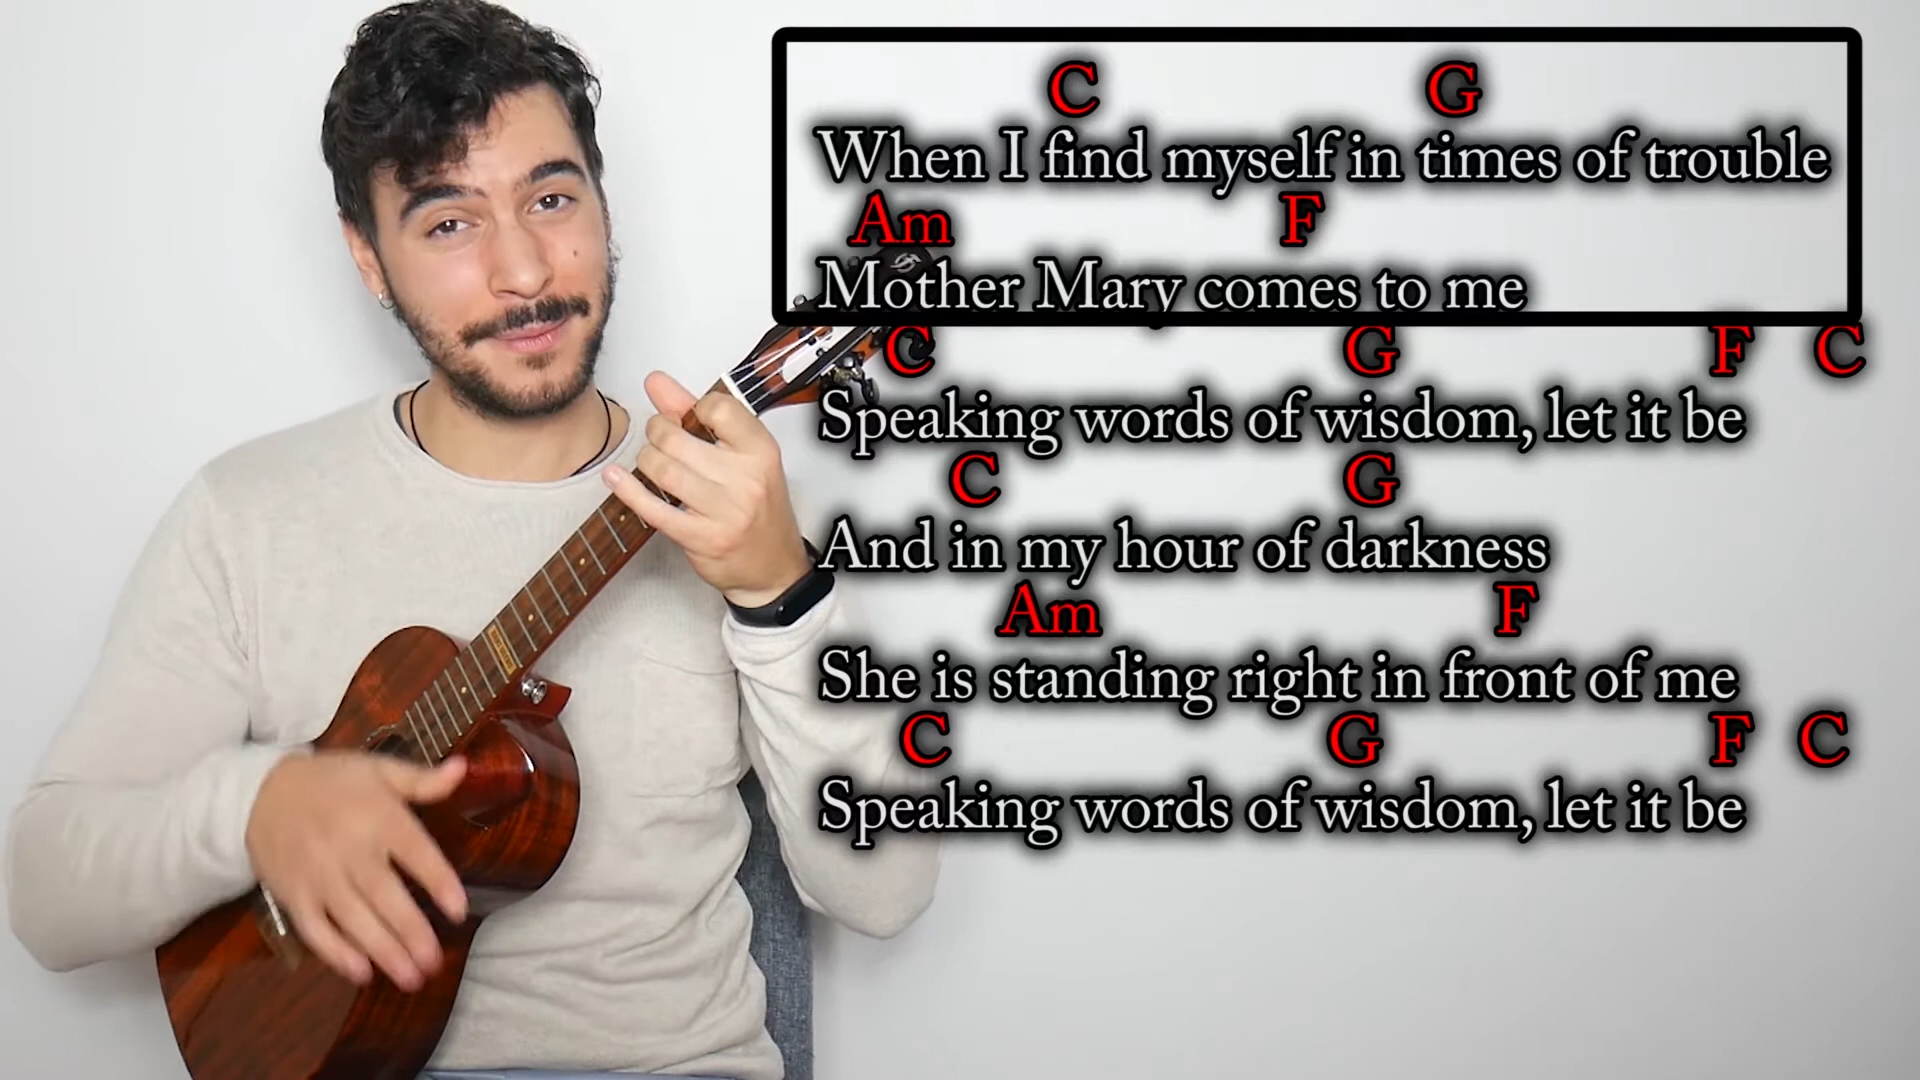 C G
When I find myself in times of trouble
Am F
Mother Mary comes to me
C G F C
Speaking words of wisdom, let it be
C G
And in my hour of darkness
Am F
She is standing right in front of me
C G F C
Speaking words of wisdom, let it be